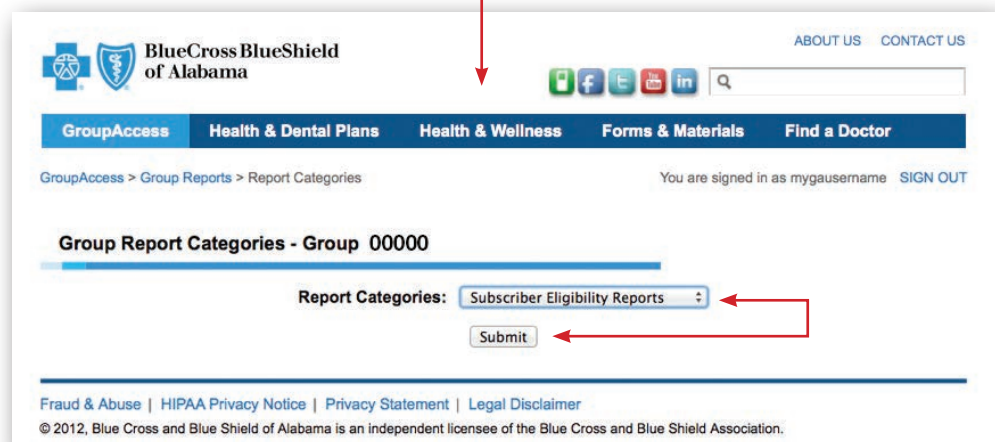 BlueCross BlueShield
of Alabama
ABOUT US CONTACT US
GroupAccess Health & Dental Plans Health & Wellness Forms & Materials Find a Doctor
GroupAccess > Group Reports > Report Categories You are signed in as mygausername SIGN OUT
Group Report Categories - Group 00000
Report Categories: Subscriber Eligibility Reports
Submit
Fraud & Abuse | HIPAA Privacy Notice | Privacy Statement | Legal Disclaimer
© 2012, Blue Cross and Blue Shield of Alabama is an independent licensee of the Blue Cross and Blue Shield Association.